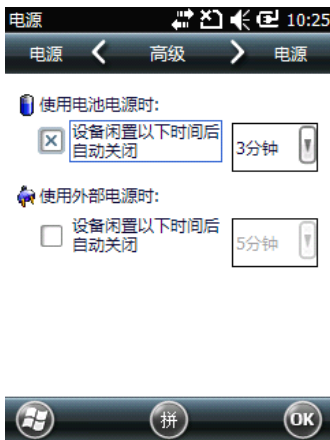 电源 10:25
电源 高级 电源
使用电池电源时:
设备闲置以下时间后
自动关闭
3分钟
使用外部电源时:
设备闲置以下时间后
自动关闭
5分钟
拼 OK